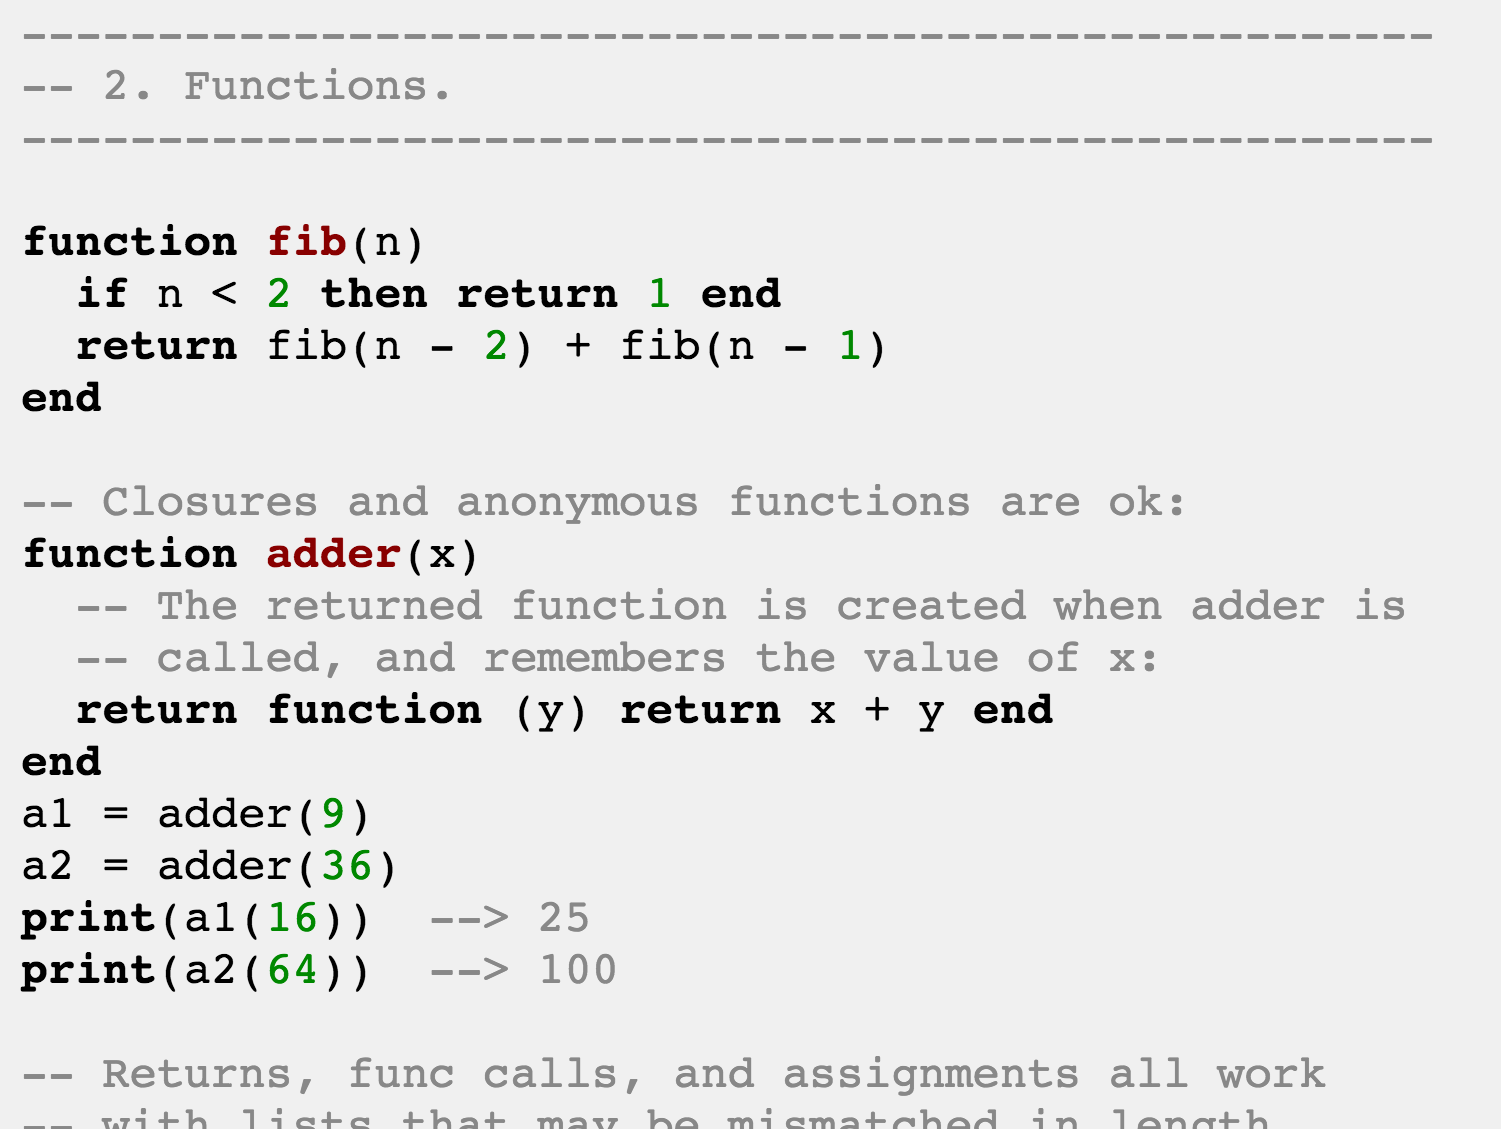 ----------------------------------------------------
-- 2. Functions.
----------------------------------------------------
function fib(n)
  if n < 2 then return 1 end
  return fib(n - 2) + fib(n - 1)
end
-- Closures and anonymous functions are ok:
function adder(x)
  -- The returned function is created when adder is
  -- called, and remembers the value of x:
  return function (y) return x + y end
end
a1 = adder(9)
a2 = adder(36)
print(a1(16))  --> 25
print(a2(64))  --> 100
-- Returns, func calls, and assignments all work
-- with lists that may be mismatched in length.